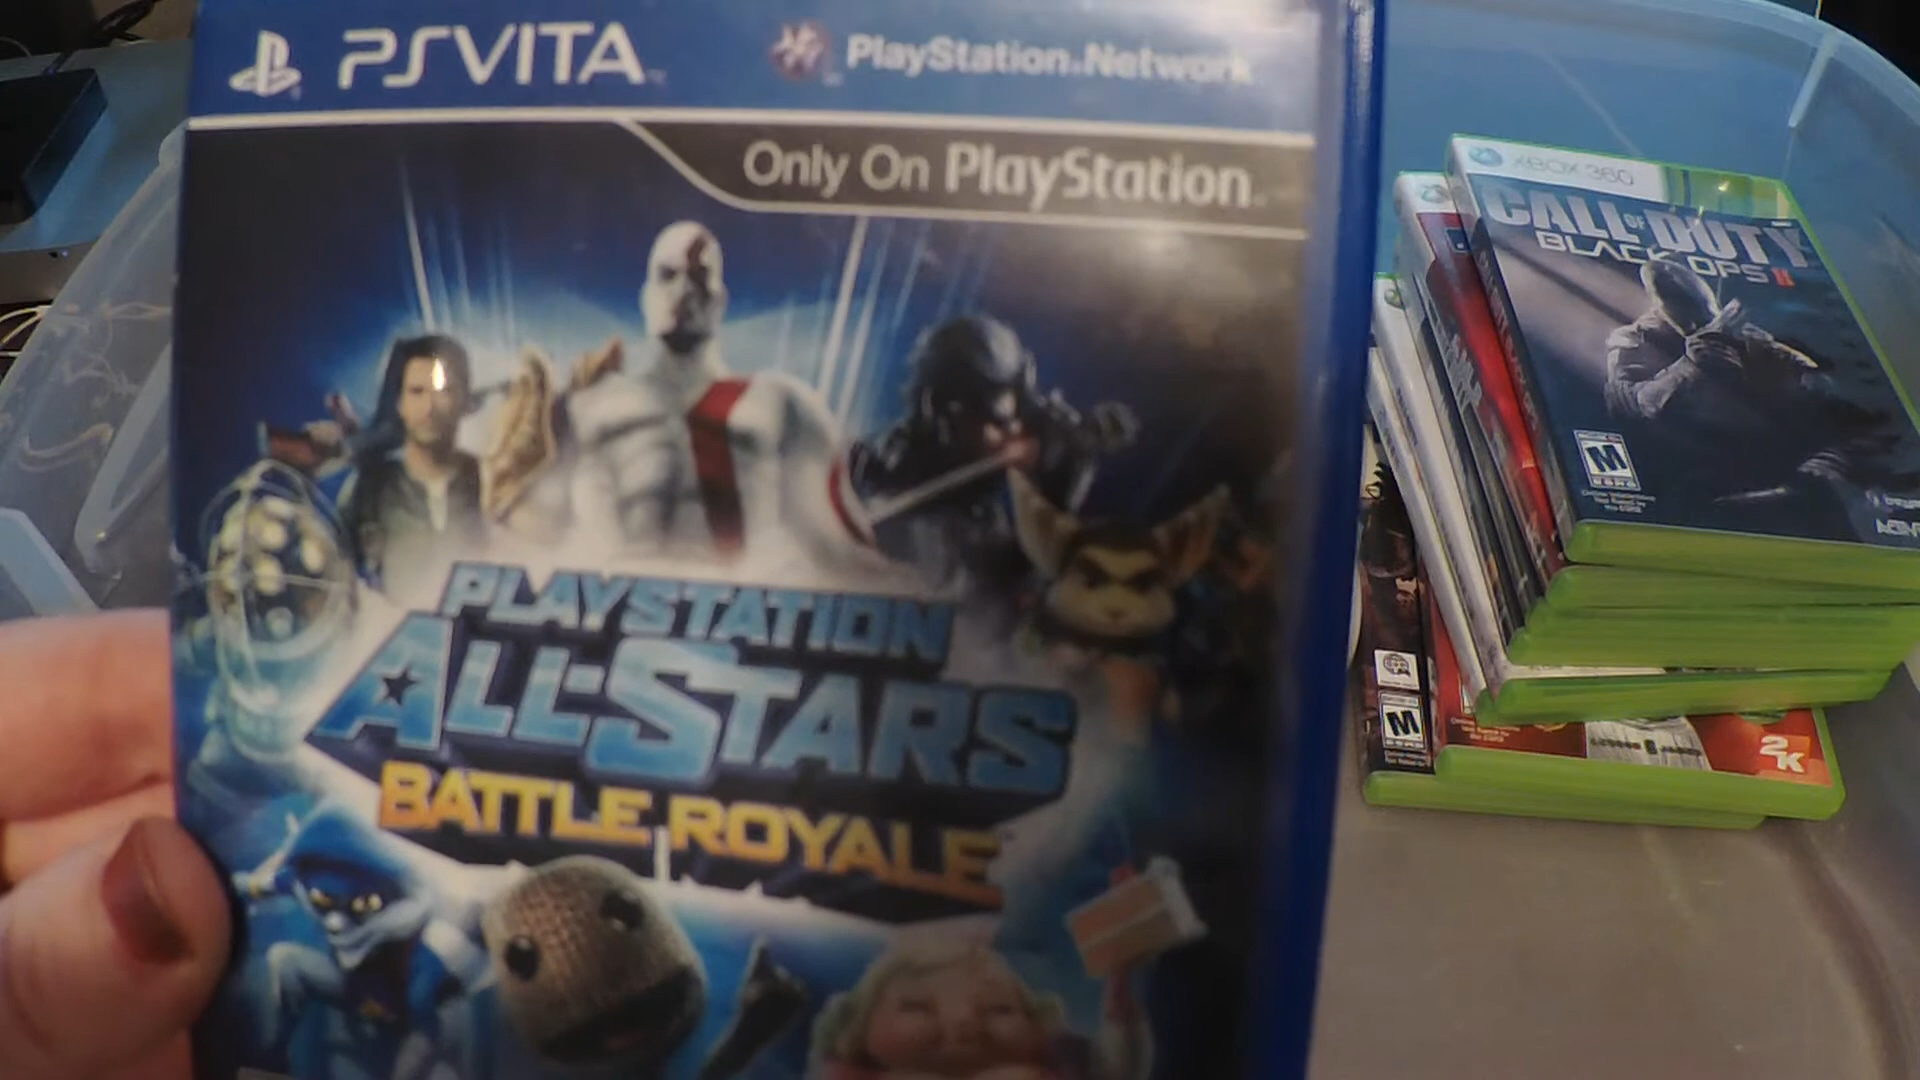 PSVITA
PlayStation Network
Only On PlayStation
PLAYSTATION
ALL-STARS
BATTLE ROYALE
XBOX 360
CALL OF DUTY
BLACK OPS II
M
M
2K